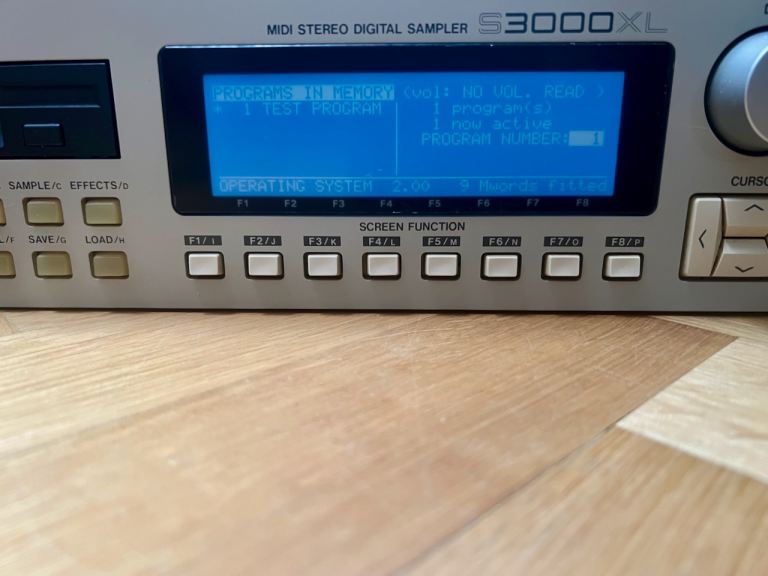 MIDI STEREO DIGITAL SAMPLER S3000XL
PROGRAMS IN MEMORY (vol: NO VOL. READ )
* 1 TEST PROGRAM 1 program(s)
1 now active
PROGRAM NUMBER: 1
OPERATING SYSTEM 2.00 9 Mwords fitted
F1 F2 F3 F4 F5 F6 F7 F8
SCREEN FUNCTION
SAMPLE/C EFFECTS/D
F1/I F2/J F3/K F4/L F5/M F6/N F7/O F8/P
SAVE/G LOAD/H